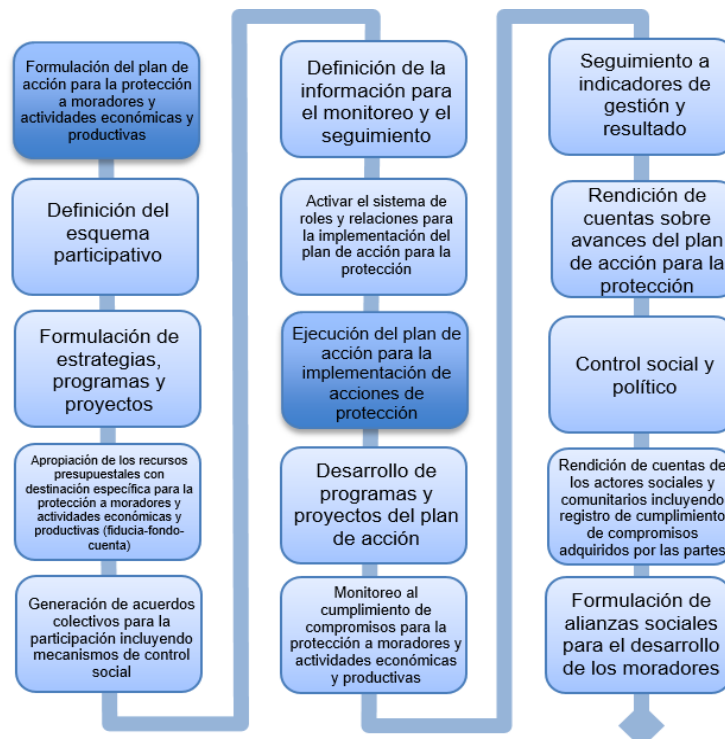 Formulación del plan de
acción para la protección
a moradores y
actividades económicas y
productivas
Definición del
esquema
participativo
Formulación de
estrategias,
programas y
proyectos
Apropiación de los recursos
presupuestales con
destinación específica para la
protección a moradores y
actividades económicas y
productivas (fiducia-fondo-
cuenta)
Generación de acuerdos
colectivos para la
participación incluyendo
mecanismos de control
social
Definición de la
información para
el monitoreo y el
seguimiento
Activar el sistema de
roles y relaciones para
la implementación del
plan de acción para la
protección
Ejecución del plan de
acción para la
implementación de
acciones de
protección
Desarrollo de
programas y
proyectos del plan
de acción
Monitoreo al
cumplimiento de
compromisos para la
protección a moradores y
actividades económicas
y productivas
Seguimiento a
indicadores de
gestión y
resultado
Rendición de
cuentas sobre
avances del plan
de acción para la
protección
Control social y
político
Rendición de cuentas de
los actores sociales y
comunitarios incluyendo
registro de cumplimiento
de compromisos
adquiridos por las partes
Formulación de
alianzas sociales
para el desarrollo
de los moradores